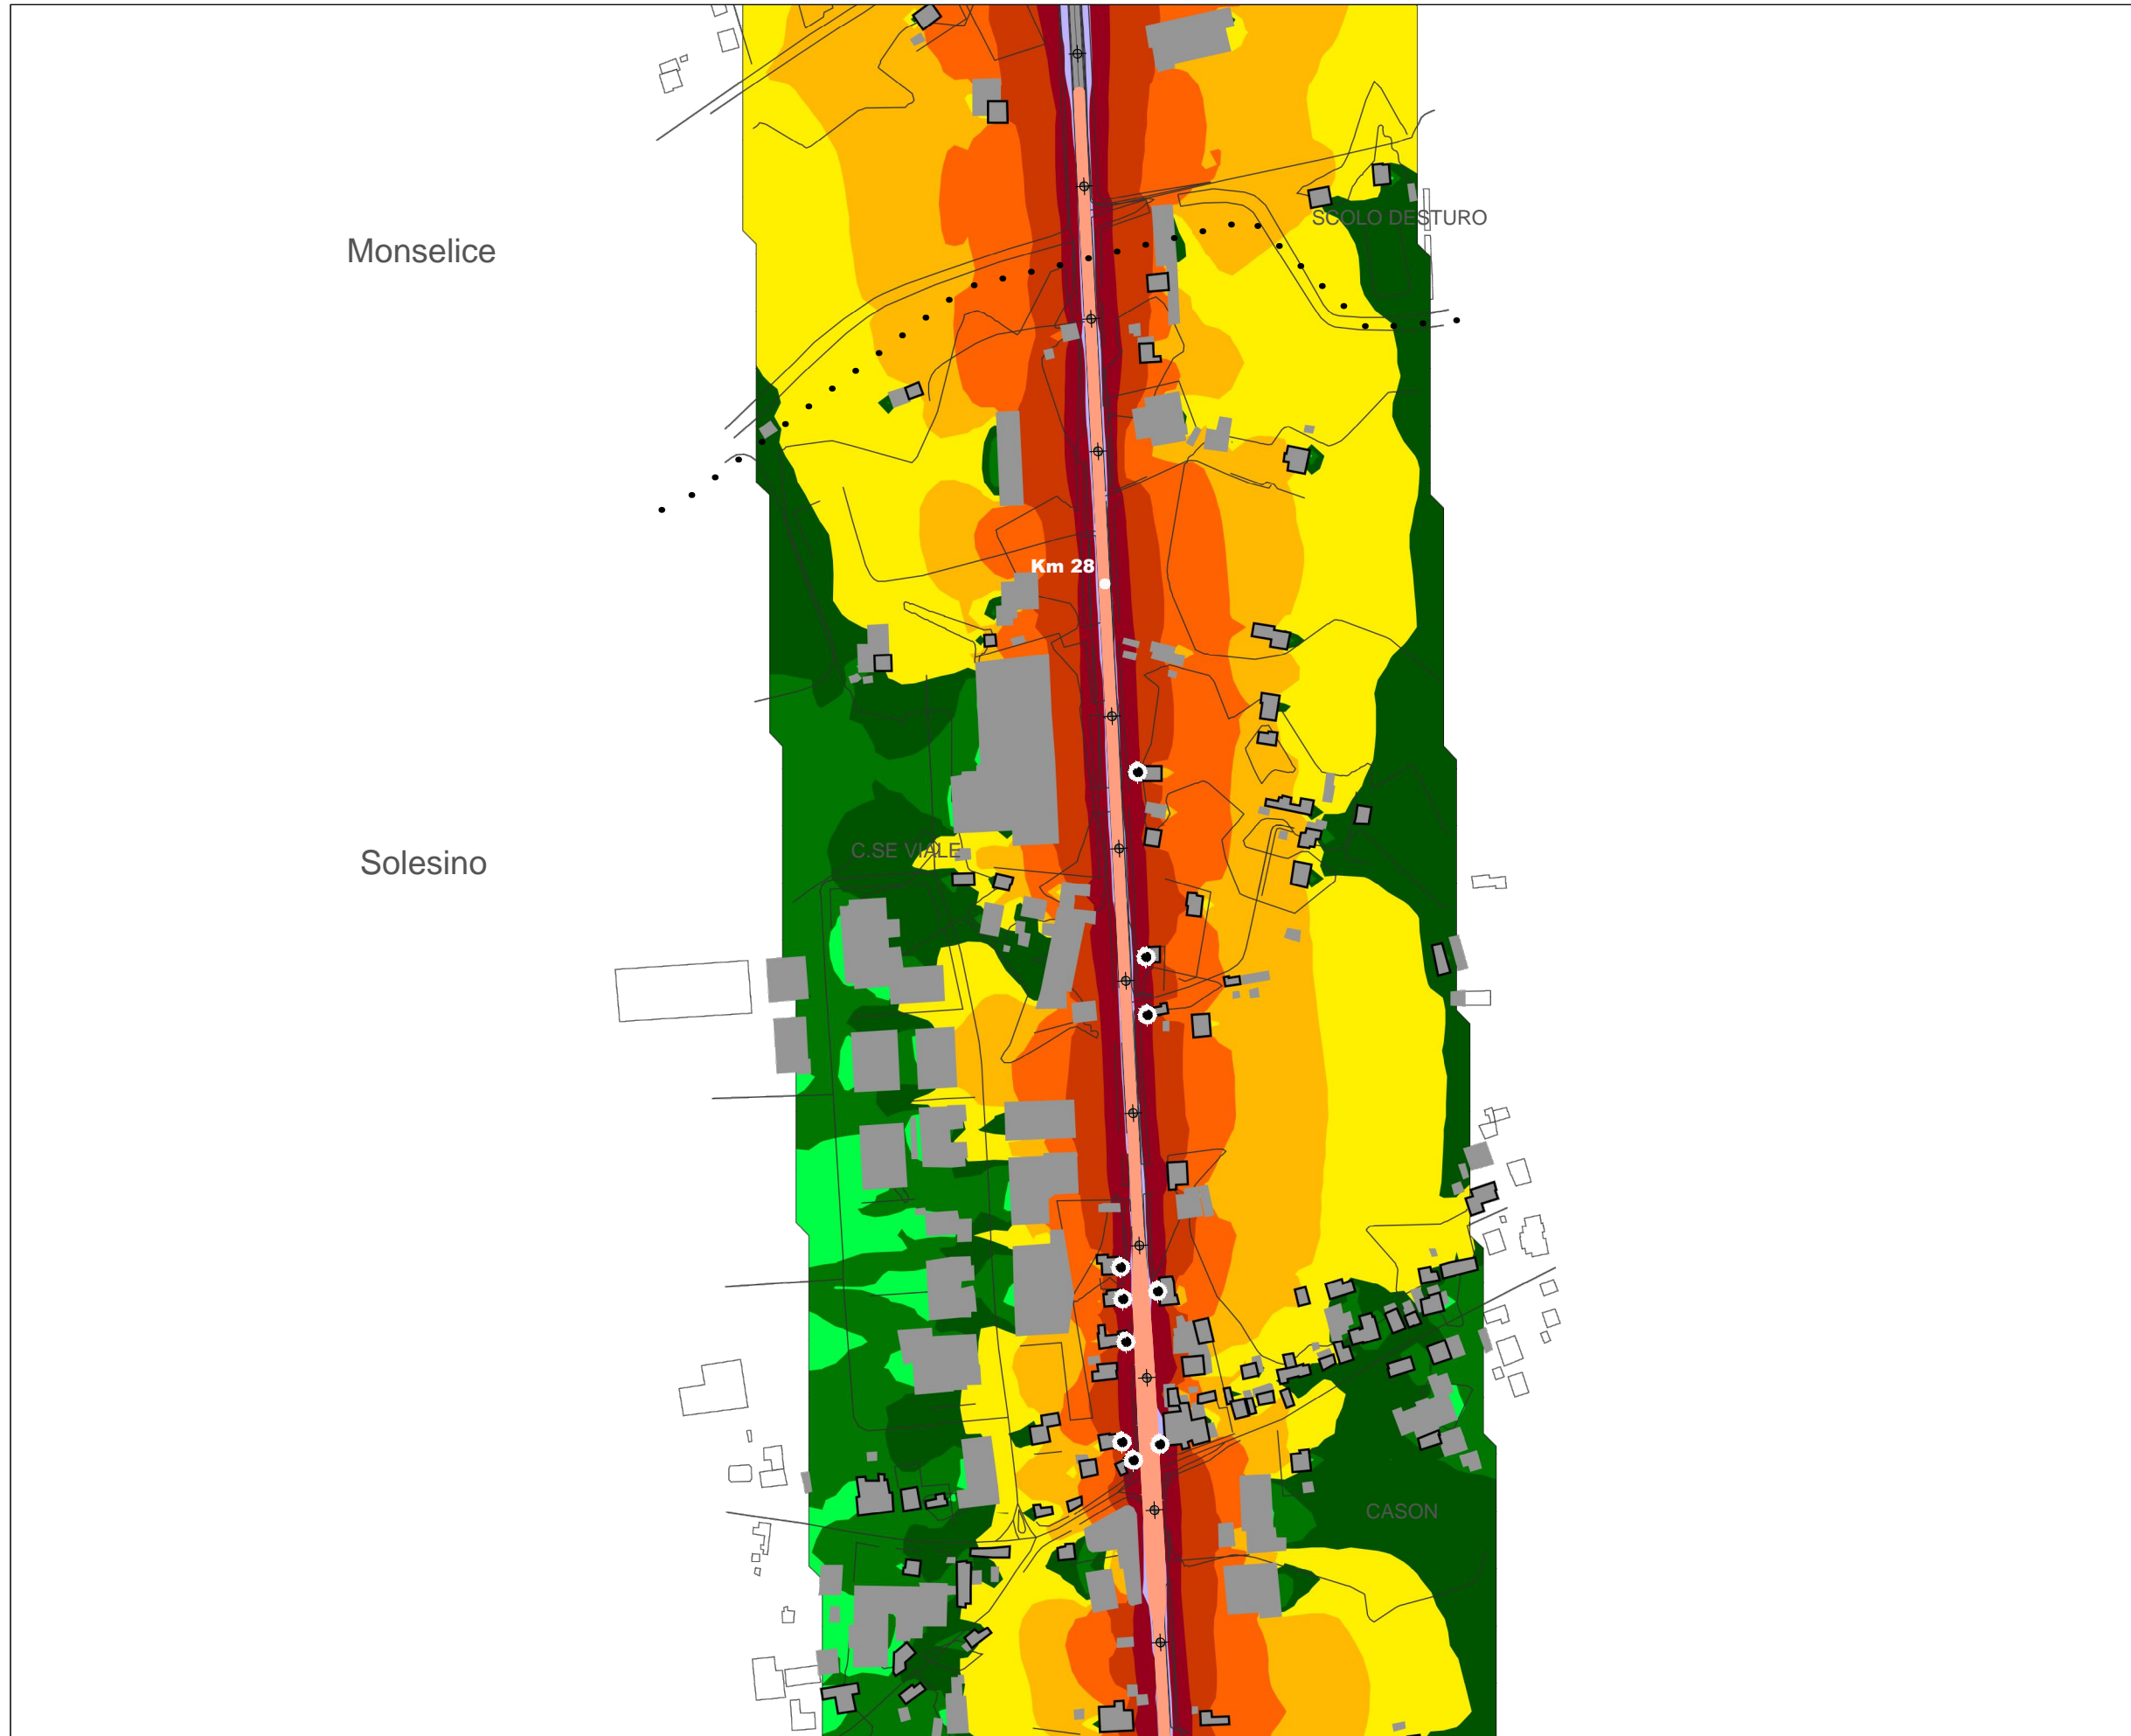 SCOLO DESTURO
Monselice
Km 28
C.SE VIALE
Solesino
CASON